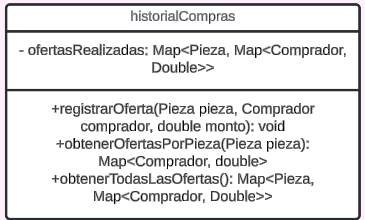 historialCompras
- ofertasRealizadas: Map<Pieza, Map<Comprador,
Double>>
+registrarOferta(Pieza pieza, Comprador
comprador, double monto): void
+obtenerOfertasPorPieza(Pieza pieza):
Map<Comprador, double>
+obtenerTodasLasOfertas(): Map<Pieza,
Map<Comprador, Double>>